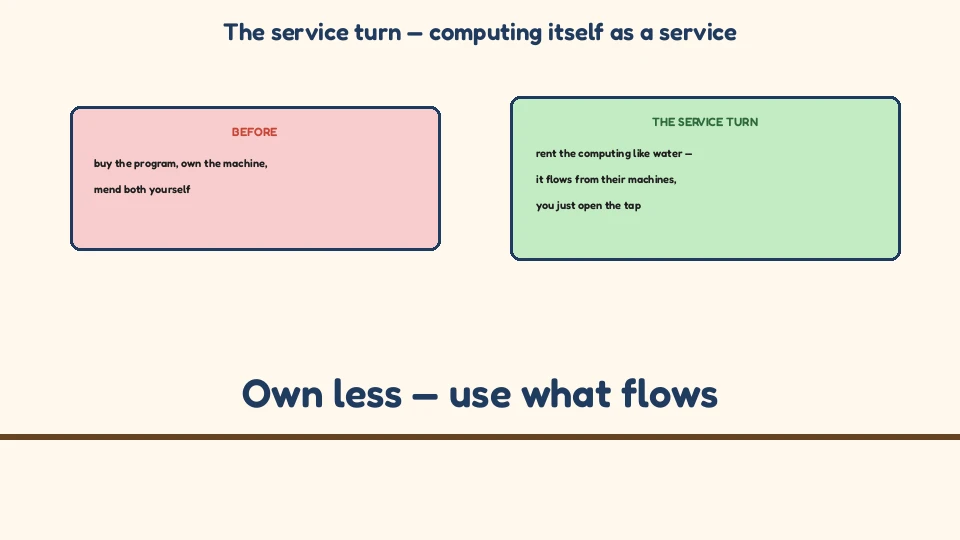 The service turn — computing itself as a service
BEFORE
buy the program, own the machine,
mend both yourself
THE SERVICE TURN
rent the computing like water —
it flows from their machines,
you just open the tap
Own less — use what flows